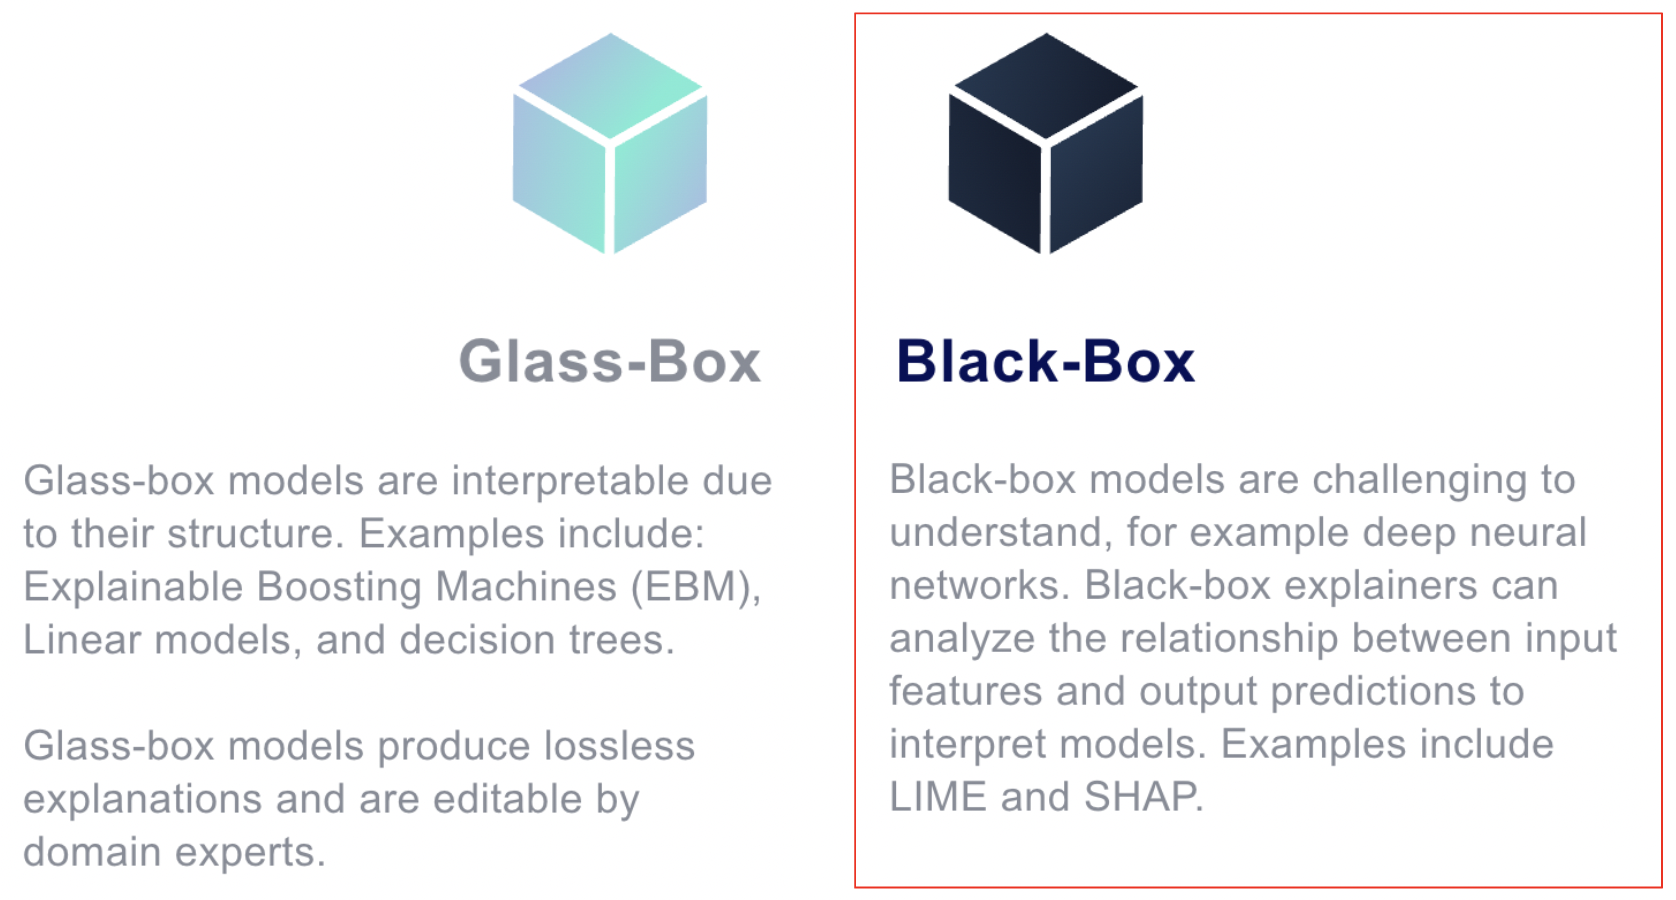 Glass-Box
Glass-box models are interpretable due
to their structure. Examples include:
Explainable Boosting Machines (EBM),
Linear models, and decision trees.
Glass-box models produce lossless
explanations and are editable by
domain experts.
Black-Box
Black-box models are challenging to
understand, for example deep neural
networks. Black-box explainers can
analyze the relationship between input
features and output predictions to
interpret models. Examples include
LIME and SHAP.